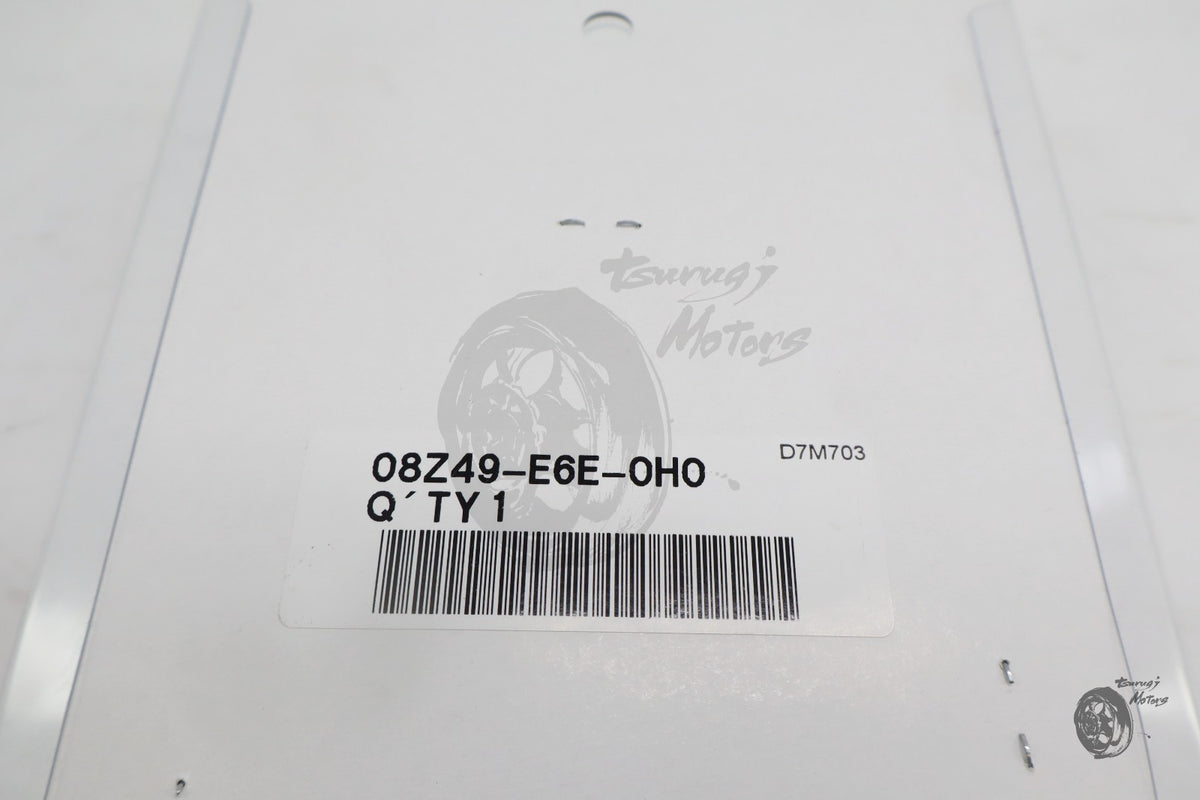 Tsurugi
Motors
D7M703
08Z49-E6E-0H0
Q´TY 1
Tsurugi
Motors